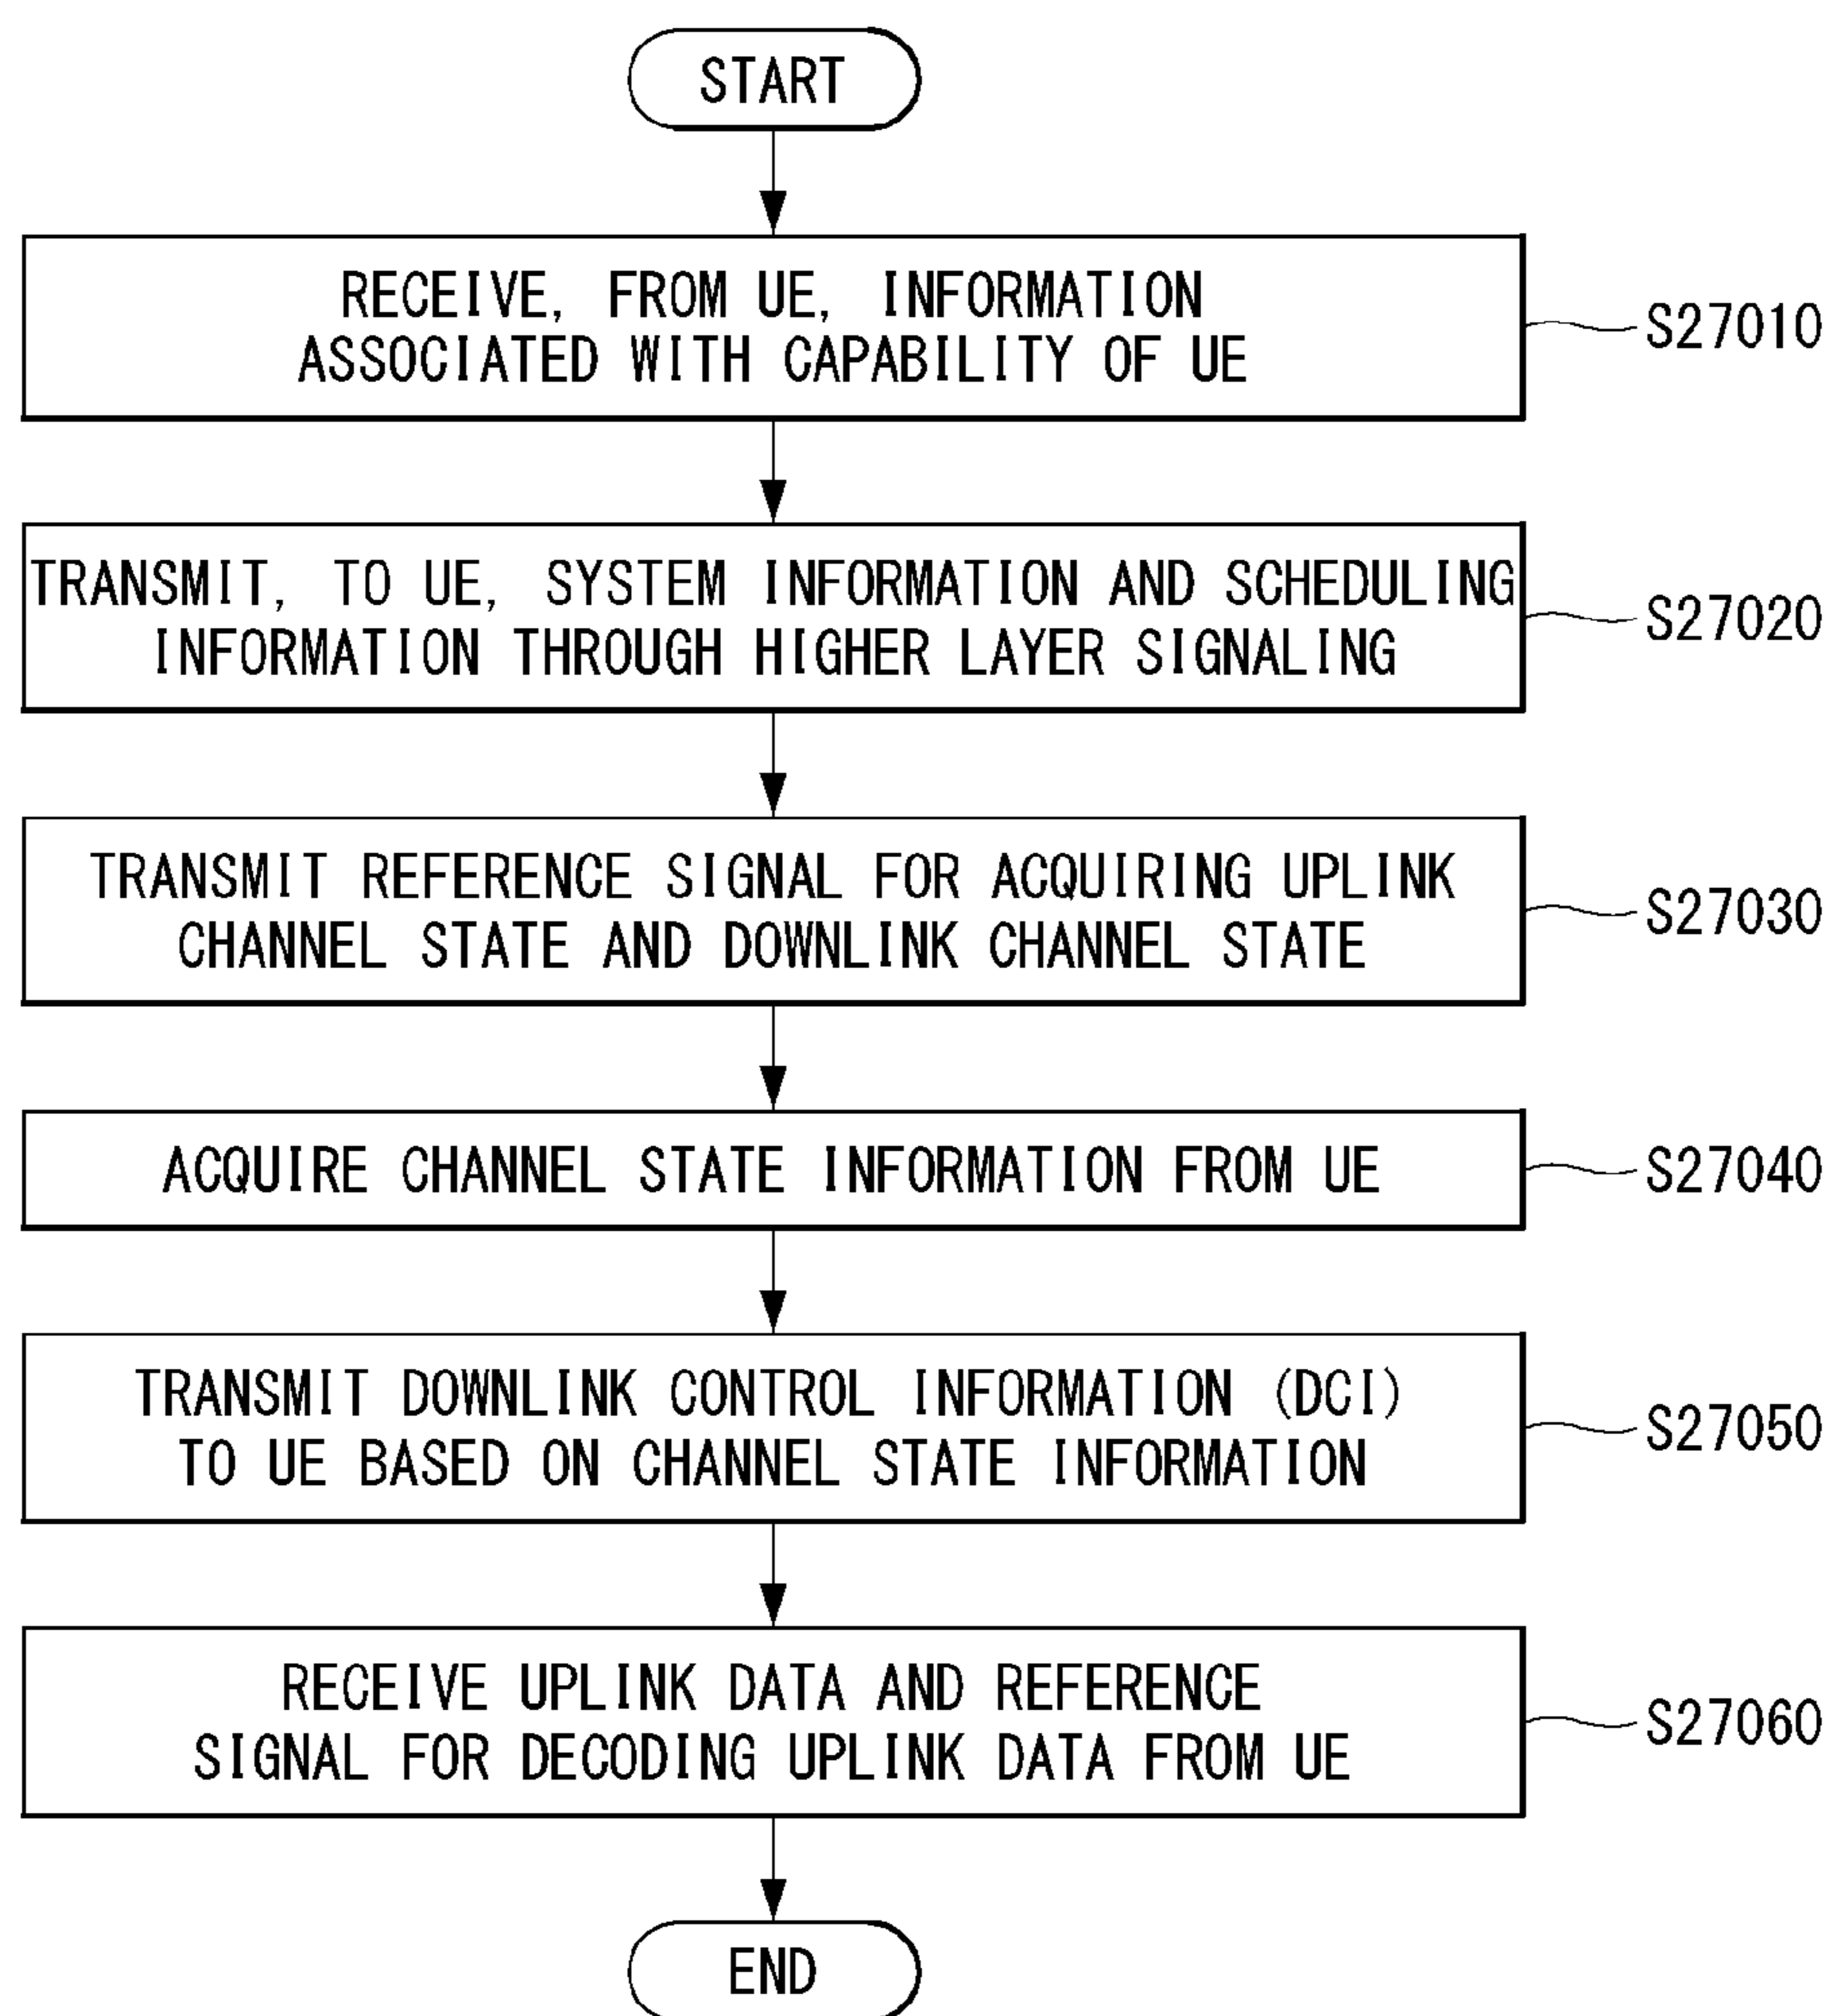 START
RECEIVE, FROM UE, INFORMATION
ASSOCIATED WITH CAPABILITY OF UE
S27010
TRANSMIT, TO UE, SYSTEM INFORMATION AND SCHEDULING
INFORMATION THROUGH HIGHER LAYER SIGNALING
S27020
TRANSMIT REFERENCE SIGNAL FOR ACQUIRING UPLINK
CHANNEL STATE AND DOWNLINK CHANNEL STATE
S27030
ACQUIRE CHANNEL STATE INFORMATION FROM UE
S27040
TRANSMIT DOWNLINK CONTROL INFORMATION (DCI)
TO UE BASED ON CHANNEL STATE INFORMATION
S27050
RECEIVE UPLINK DATA AND REFERENCE
SIGNAL FOR DECODING UPLINK DATA FROM UE
S27060
END